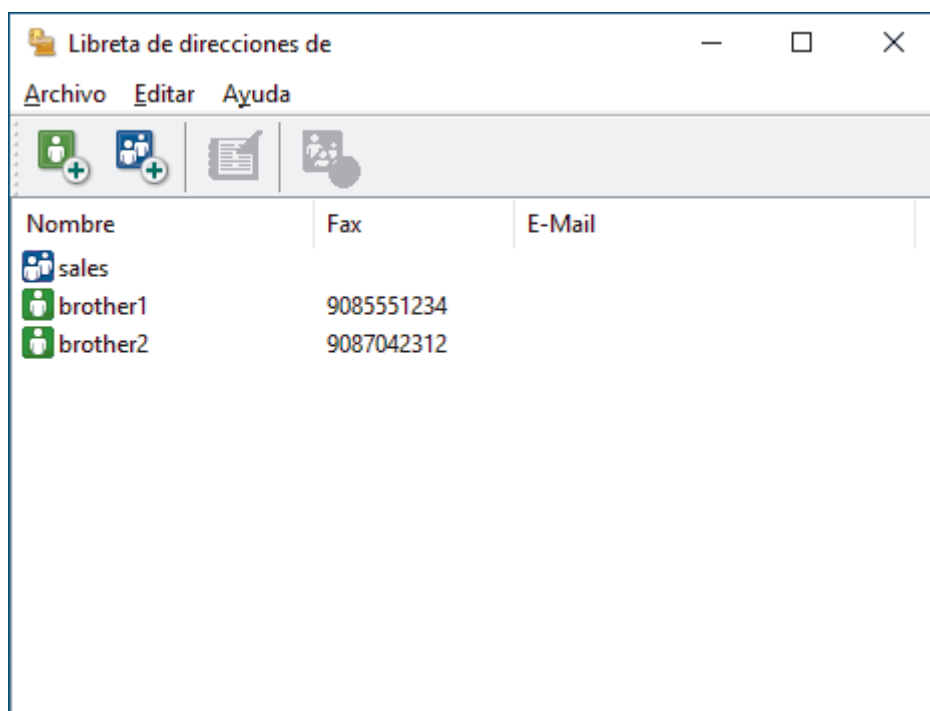 Libreta de direcciones de
Archivo Editar Ayuda
Nombre Fax E-Mail
sales
brother1 9085551234
brother2 9087042312